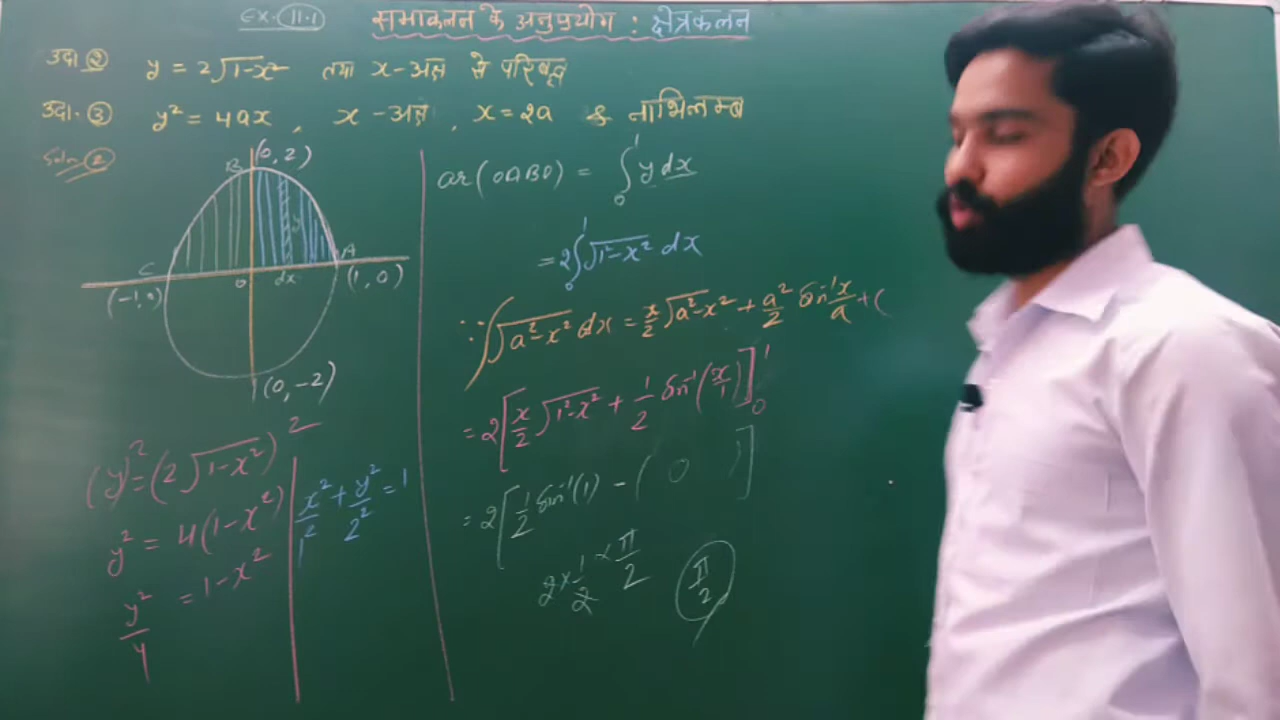 Ex. 11.1
समाकलन के अनुप्रयोग : क्षेत्रकलन
उदा ② y = 2√1-x² तथा x-अक्ष से परिबद्ध
उदा. ③ y² = 4ax , x-अक्ष , x = 2a & नाभिलम्ब
Soln ②
B (0, 2)
C O dx A
y
(-1, 0) (1, 0)
(0, -2)
(y)² = (2√1-x²)²
y² = 4(1-x²)
y²/4 = 1-x²
x²/1² + y²/2² = 1
ar(OABO) = ∫₀¹ y dx
= 2∫₀¹ √1²-x² dx
∵ ∫√a²-x² dx = x/2 √a²-x² + a²/2 sin⁻¹ x/a + C
= 2[x/2 √1²-x² + 1/2 sin⁻¹(x/1)]₀¹
= 2[1/2 sin⁻¹(1) - ( 0 )]
2 × 1/2 × π/2
π/2